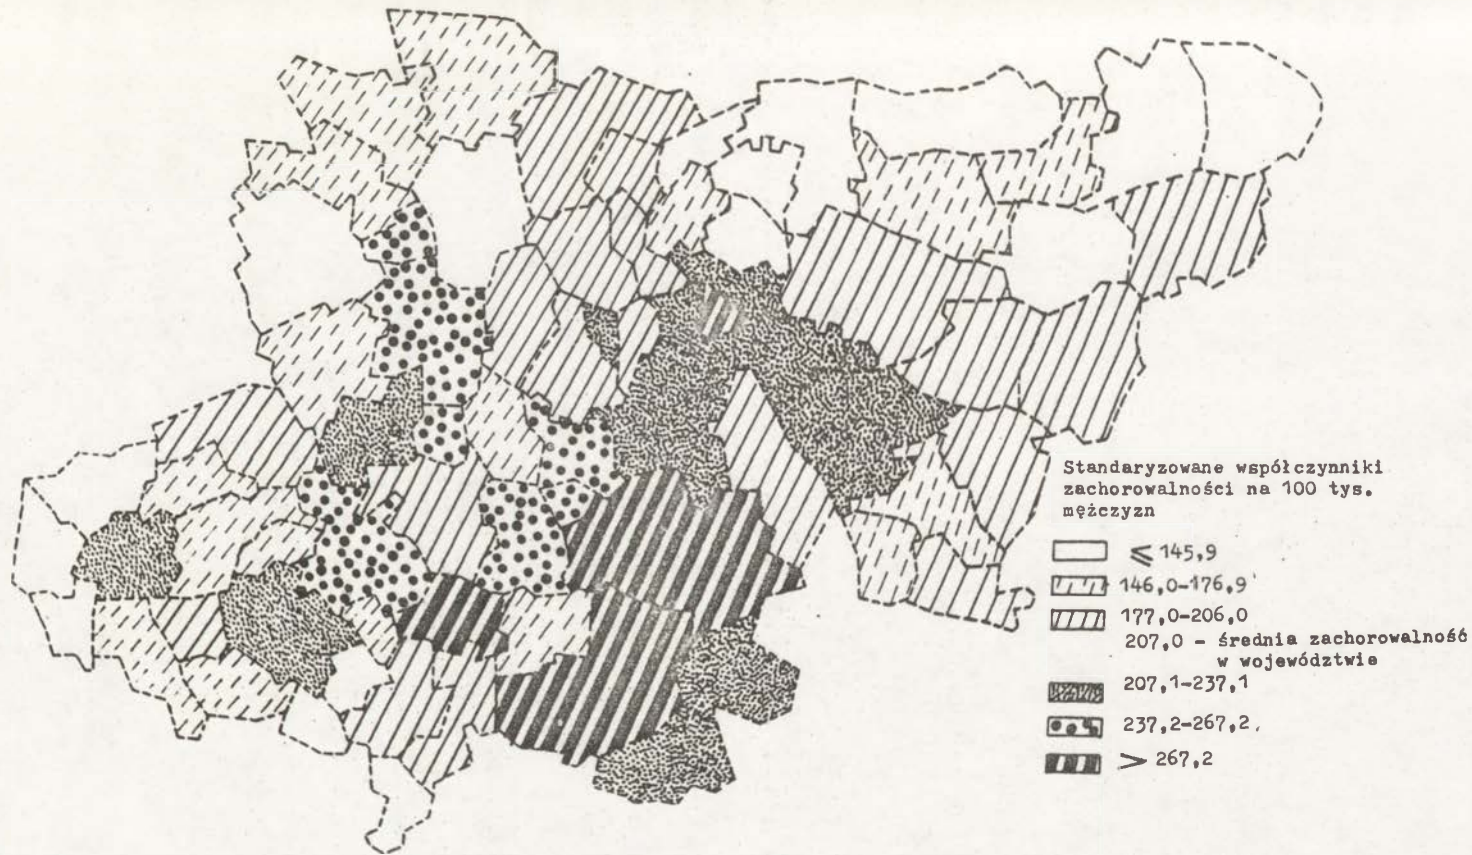 Standaryzowane współczynniki
zachorowalności na 100 tys.
mężczyzn
⩽ 145,9
146,0-176,9
177,0-206,0
207,0 - średnia zachorowalność
w województwie
207,1-237,1
237,2-267,2.
> 267,2